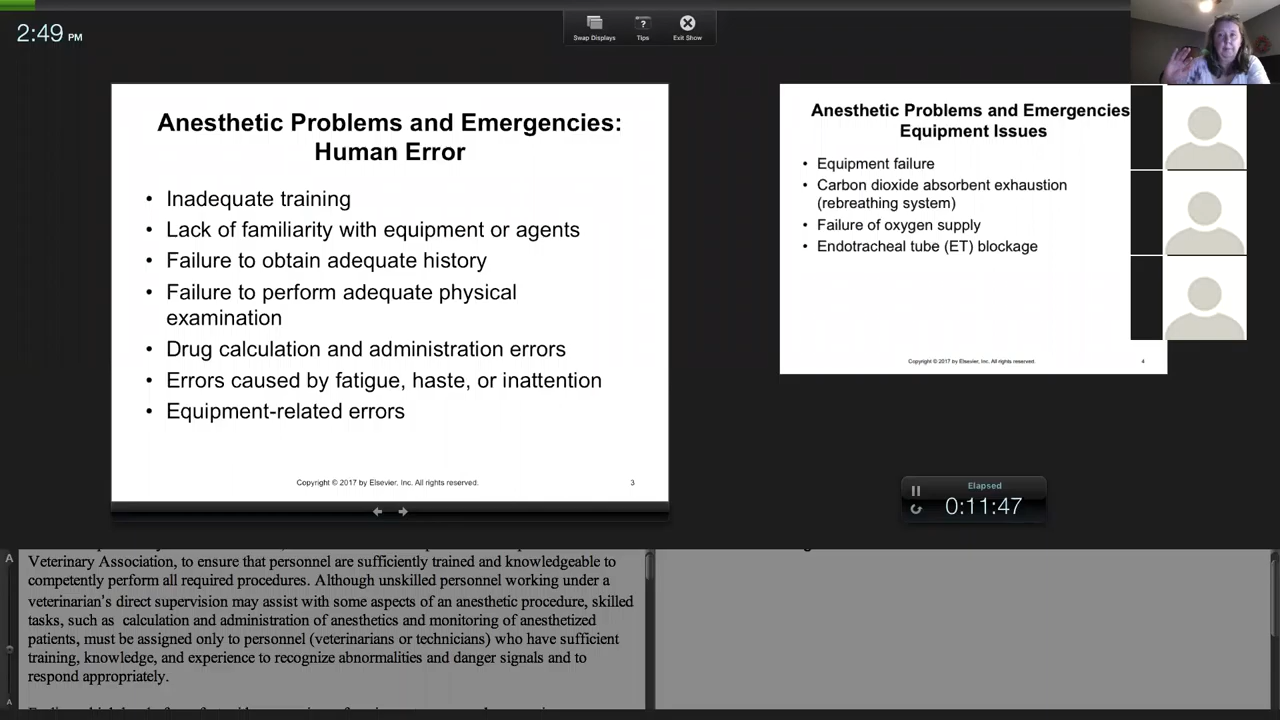 2:49 PM
Swap Displays
Tips
Exit Show
Anesthetic Problems and Emergencies:
Human Error
• Inadequate training
• Lack of familiarity with equipment or agents
• Failure to obtain adequate history
• Failure to perform adequate physical
examination
• Drug calculation and administration errors
• Errors caused by fatigue, haste, or inattention
• Equipment-related errors
Copyright © 2017 by Elsevier, Inc. All rights reserved.
3
Anesthetic Problems and Emergencies
Equipment Issues
• Equipment failure
• Carbon dioxide absorbent exhaustion
(rebreathing system)
• Failure of oxygen supply
• Endotracheal tube (ET) blockage
Copyright © 2017 by Elsevier, Inc. All rights reserved.
4
Elapsed
0:11:47
A
Veterinary Association, to ensure that personnel are sufficiently trained and knowledgeable to
competently perform all required procedures. Although unskilled personnel working under a
veterinarian's direct supervision may assist with some aspects of an anesthetic procedure, skilled
tasks, such as calculation and administration of anesthetics and monitoring of anesthetized
patients, must be assigned only to personnel (veterinarians or technicians) who have sufficient
training, knowledge, and experience to recognize abnormalities and danger signals and to
respond appropriately.
A